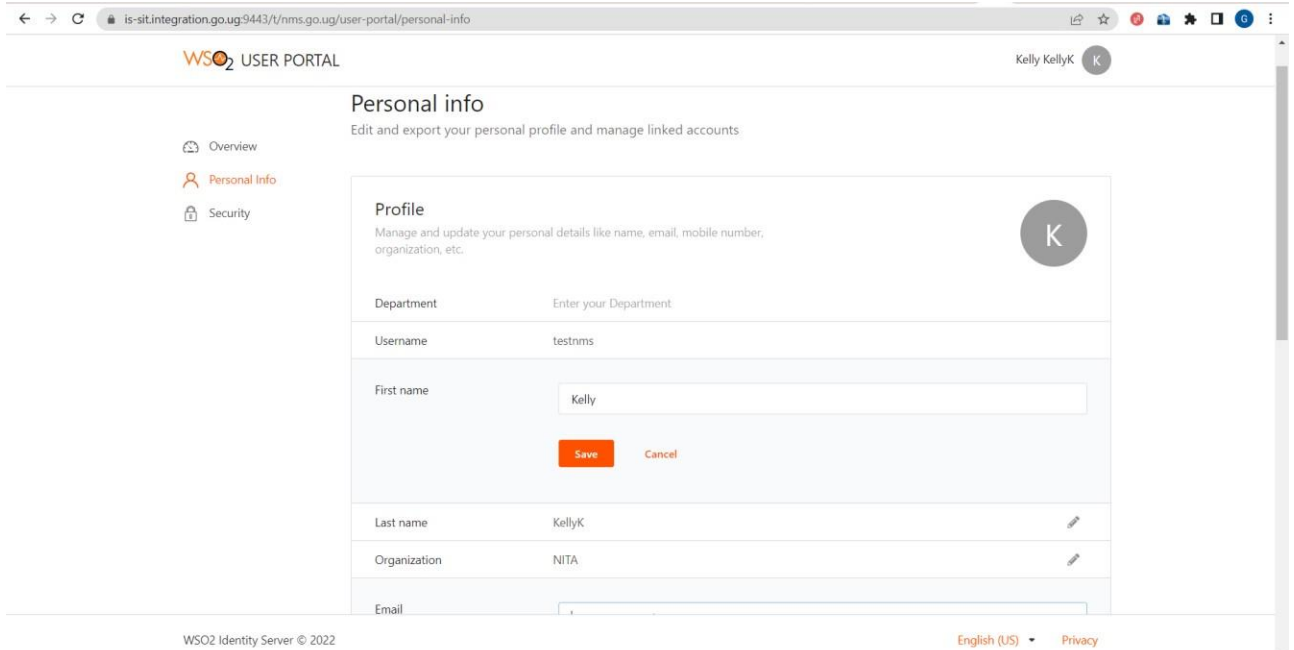 is-sit.integration.go.ug:9443/t/nms.go.ug/user-portal/personal-info
G
WSO2 USER PORTAL
Kelly KellyK K
Personal info
Edit and export your personal profile and manage linked accounts
Overview
Personal Info
Security
Profile
Manage and update your personal details like name, email, mobile number,
organization, etc.
K
Department Enter your Department
Username testnms
First name Kelly
Save Cancel
Last name KellyK
Organization NITA
Email
WSO2 Identity Server © 2022 English (US) Privacy